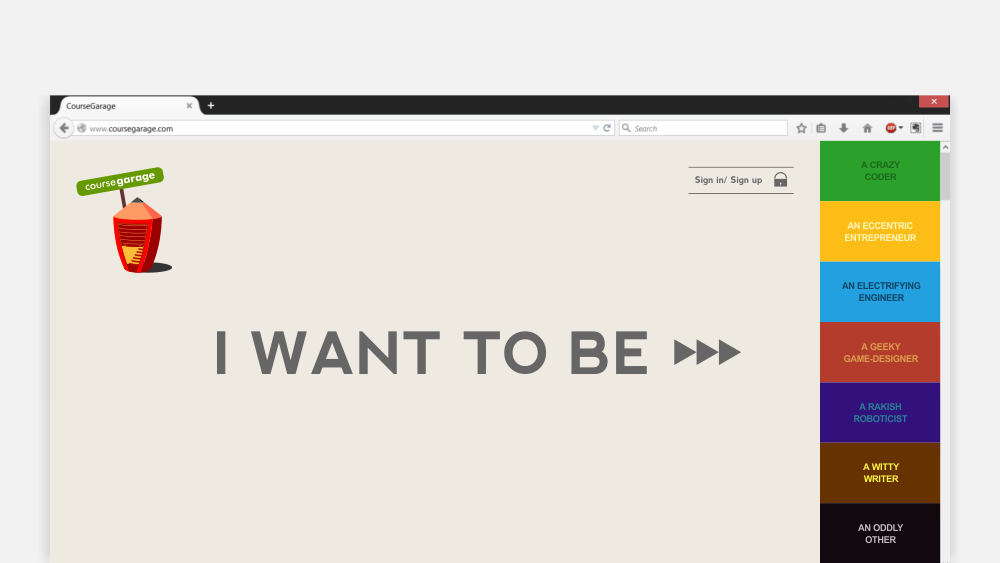 CourseGarage
www.coursegarage.com
Search
coursegarage
Sign in/ Sign up
I WANT TO BE
A CRAZY
CODER
AN ECCENTRIC
ENTREPRENEUR
AN ELECTRIFYING
ENGINEER
A GEEKY
GAME-DESIGNER
A RAKISH
ROBOTICIST
A WITTY
WRITER
AN ODDLY
OTHER